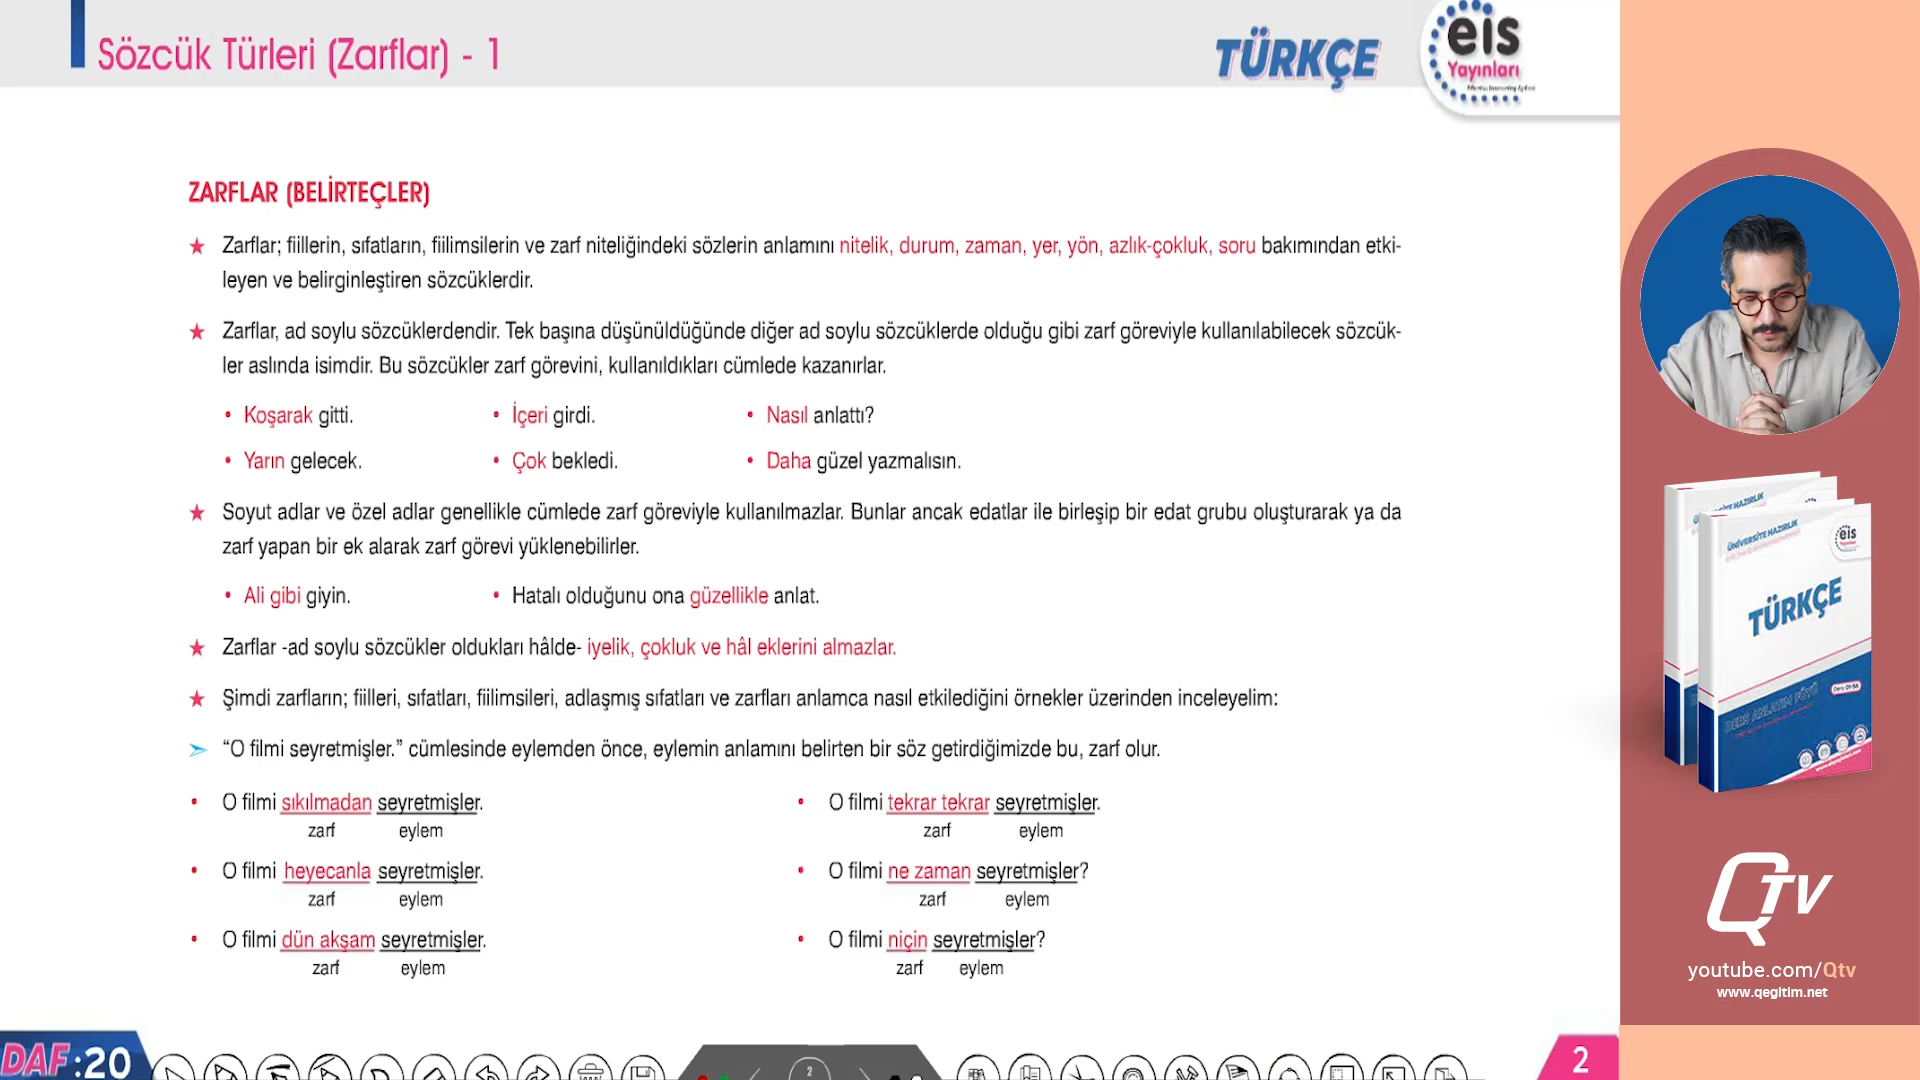 Sözcük Türleri (Zarflar) - 1
TÜRKÇE
eis
Yayınları
ZARFLAR (BELİRTEÇLER)
★ Zarflar; fiillerin, sıfatların, fiilimsilerin ve zarf niteliğindeki sözlerin anlamını nitelik, durum, zaman, yer, yön, azlık-çokluk, soru bakımından etki-
leyen ve belirginleştiren sözcüklerdir.
★ Zarflar, ad soylu sözcüklerdendir. Tek başına düşünüldüğünde diğer ad soylu sözcüklerde olduğu gibi zarf göreviyle kullanılabilecek sözcük-
ler aslında isimdir. Bu sözcükler zarf görevini, kullanıldıkları cümlede kazanırlar.
• Koşarak gitti. • İçeri girdi. • Nasıl anlattı?
• Yarın gelecek. • Çok bekledi. • Daha güzel yazmalısın.
★ Soyut adlar ve özel adlar genellikle cümlede zarf göreviyle kullanılmazlar. Bunlar ancak edatlar ile birleşip bir edat grubu oluşturarak ya da
zarf yapan bir ek alarak zarf görevi yüklenebilirler.
• Ali gibi giyin. • Hatalı olduğunu ona güzellikle anlat.
★ Zarflar -ad soylu sözcükler oldukları hâlde- iyelik, çokluk ve hâl eklerini almazlar.
★ Şimdi zarfların; fiilleri, sıfatları, fiilimsileri, adlaşmış sıfatları ve zarfları anlamca nasıl etkilediğini örnekler üzerinden inceleyelim:
➢ “O filmi seyretmişler.” cümlesinde eylemden önce, eylemin anlamını belirten bir söz getirdiğimizde bu, zarf olur.
• O filmi sıkılmadan seyretmişler. • O filmi tekrar tekrar seyretmişler.
zarf eylem zarf eylem
• O filmi heyecanla seyretmişler. • O filmi ne zaman seyretmişler?
zarf eylem zarf eylem
• O filmi dün akşam seyretmişler. • O filmi niçin seyretmişler?
zarf eylem zarf eylem
DAF:20
2
2
ÜNİVERSİTE HAZIRLIK
eis
TÜRKÇE
DERS ANLATIM FÖYÜ
QTV
youtube.com/Qtv
www.qegitim.net